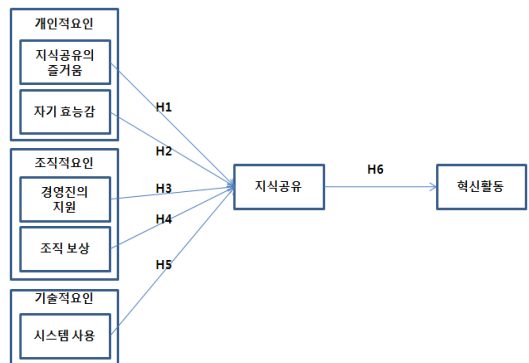 개인적요인
지식공유의
즐거움
자기 효능감
조직적요인
경영진의
지원
조직 보상
기술적요인
시스템 사용
H1
H2
H3
H4
H5
지식공유
H6
혁신활동